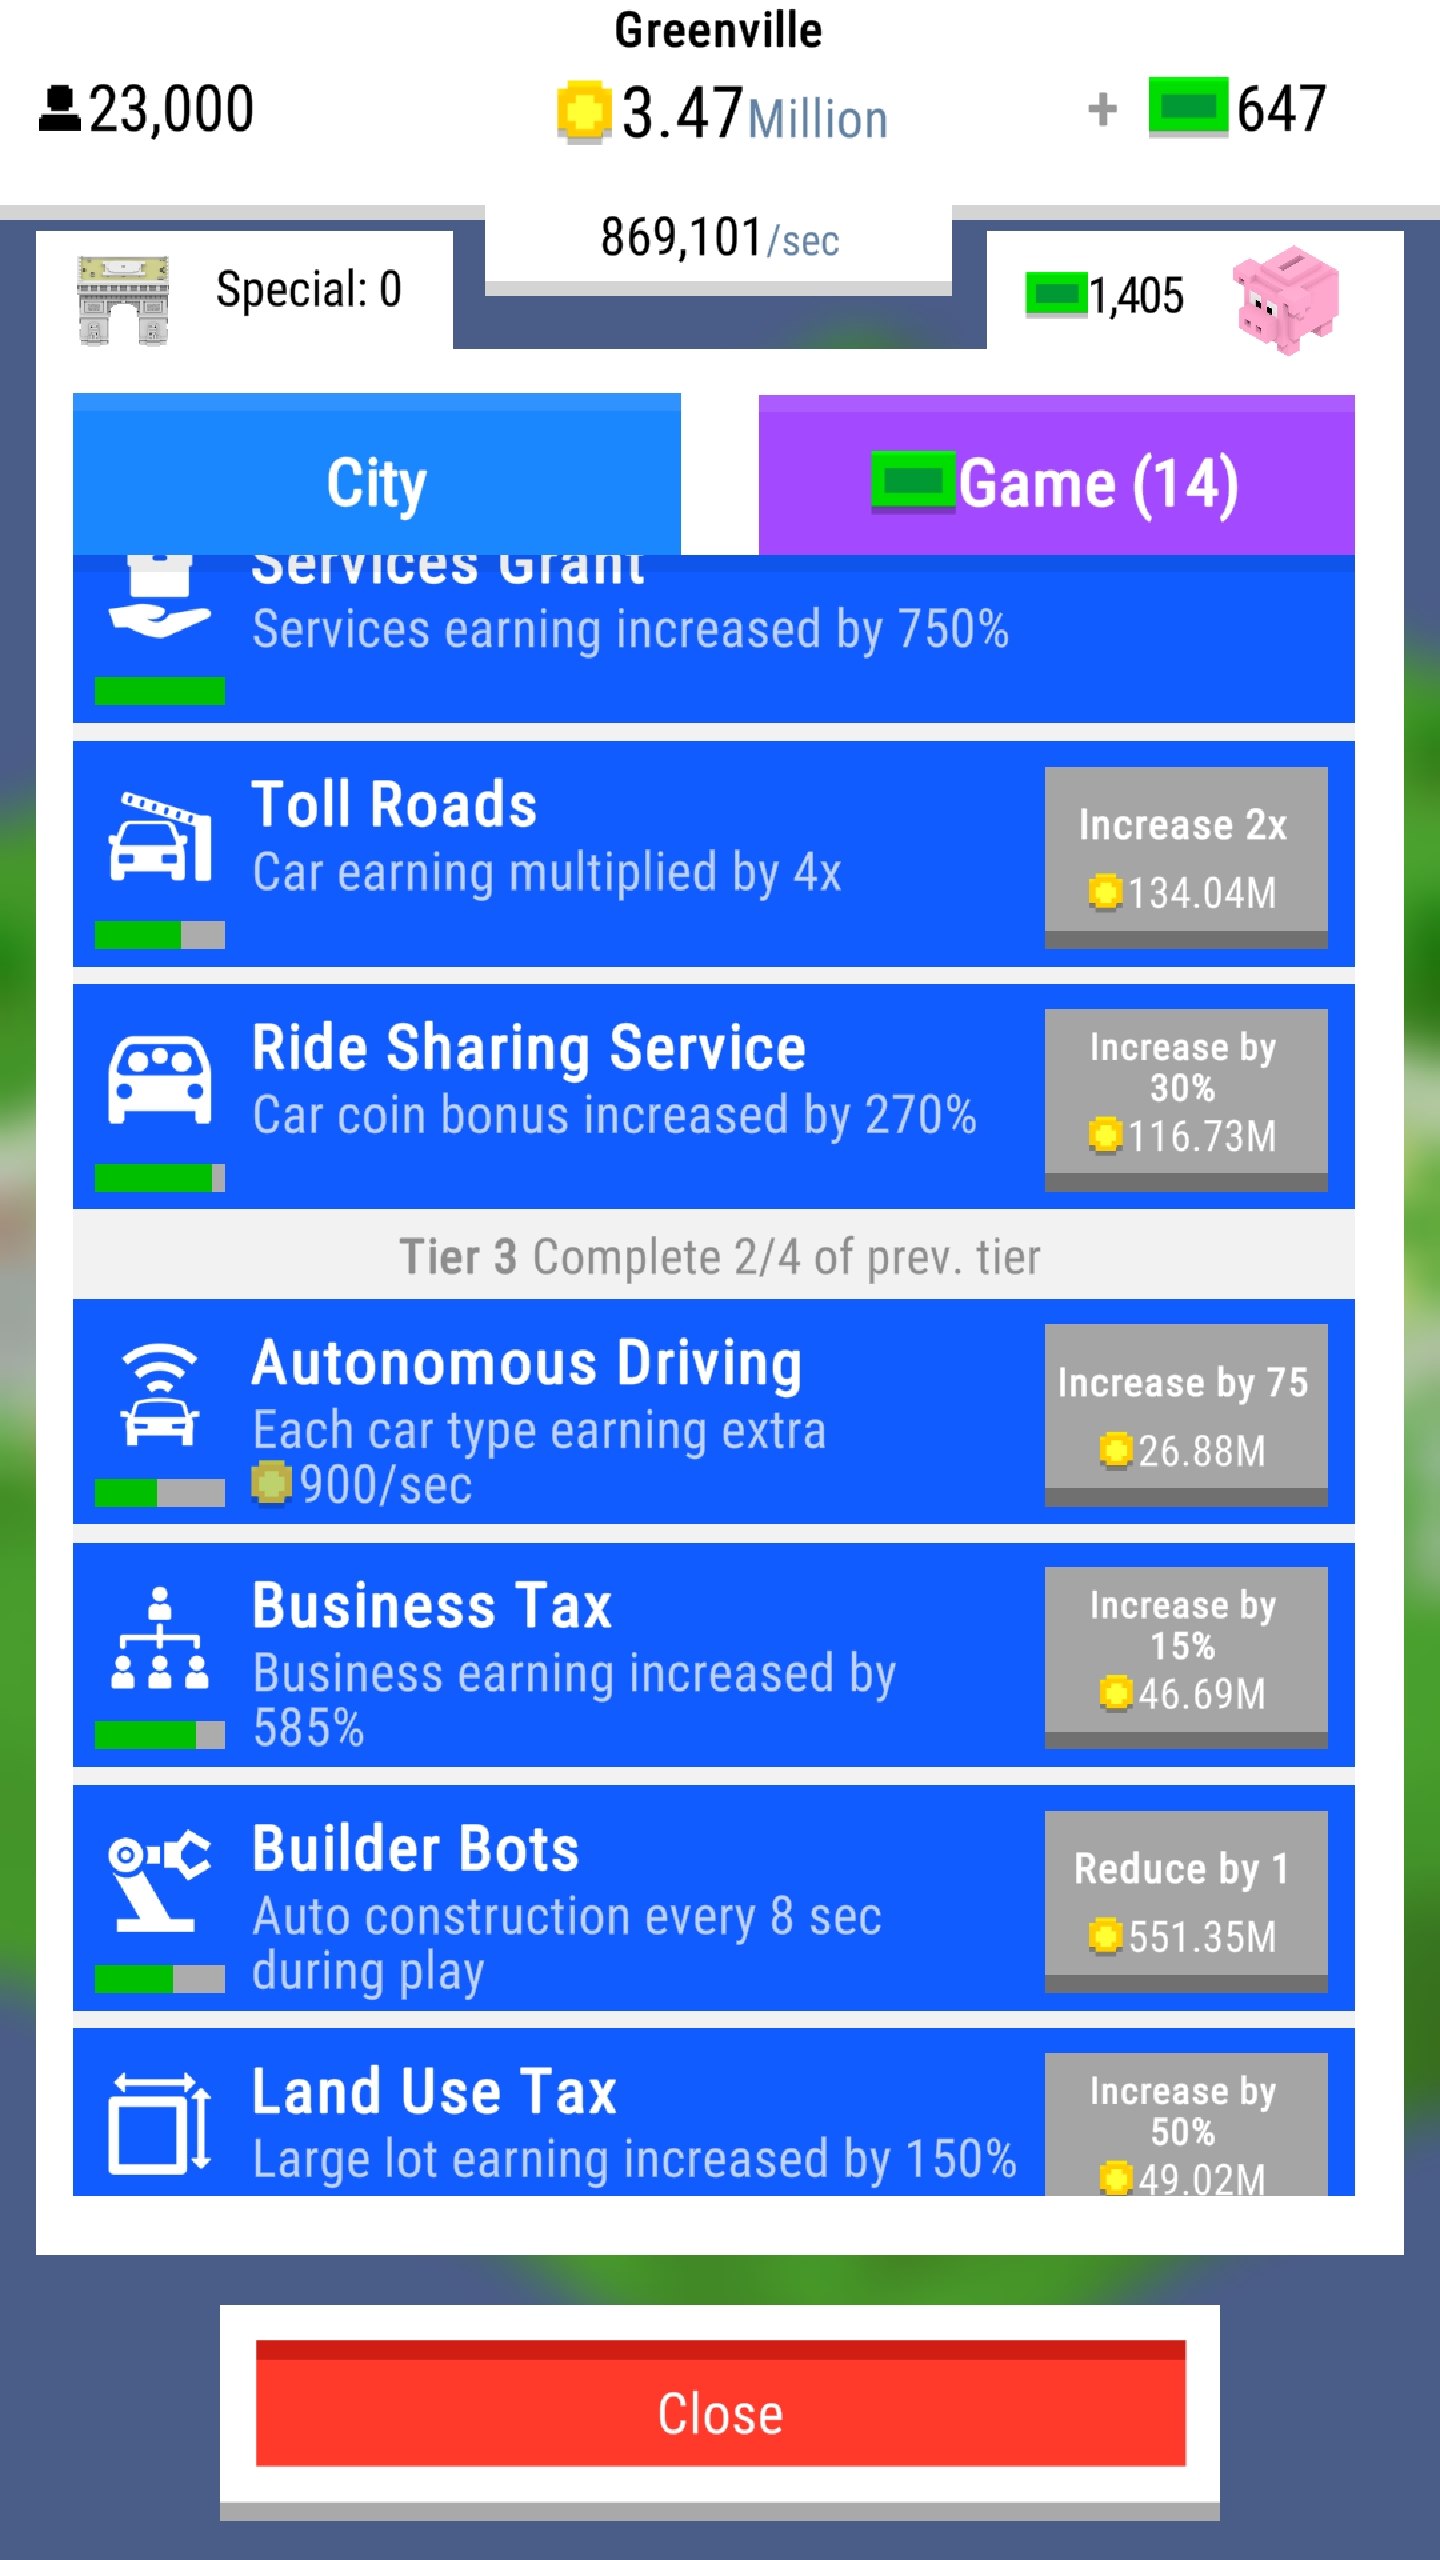 Greenville
23,000
3.47Million
+ 647
869,101/sec
Special: 0
1,405
City
Game (14)
Services Grant
Services earning increased by 750%
Toll Roads
Car earning multiplied by 4x
Increase 2x
134.04M
Ride Sharing Service
Car coin bonus increased by 270%
Increase by
30%
116.73M
Tier 3 Complete 2/4 of prev. tier
Autonomous Driving
Each car type earning extra
900/sec
Increase by 75
26.88M
Business Tax
Business earning increased by
585%
Increase by
15%
46.69M
Builder Bots
Auto construction every 8 sec
during play
Reduce by 1
551.35M
Land Use Tax
Large lot earning increased by 150%
Increase by
50%
49.02M
Close